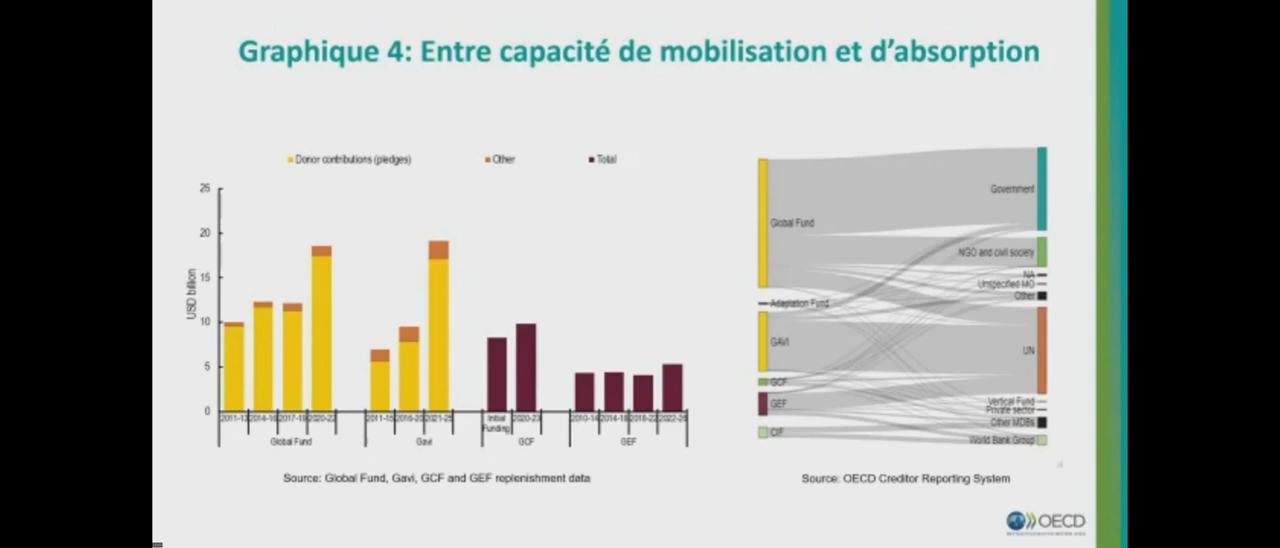 Graphique 4: Entre capacité de mobilisation et d'absorption
Donor contributions (pledges)
Other
Total
USD billion
25
20
15
10
5
0
2011-13
2014-16
2017-19
2020-22
2011-15
2016-20
2021-25
Initial Funding
2020-23
2010-14
2014-18
2018-22
2022-26
Global Fund
Gavi
GCF
GEF
Source: Global Fund, Gavi, GCF and GEF replenishment data
Global Fund
Adaptation Fund
GAVI
GCF
GEF
CIF
Government
NGO and civil society
NA
Unspecified MO
Other
UN
Vertical Fund
Private sector
Other MDBs
World Bank Group
Source: OECD Creditor Reporting System
OECD